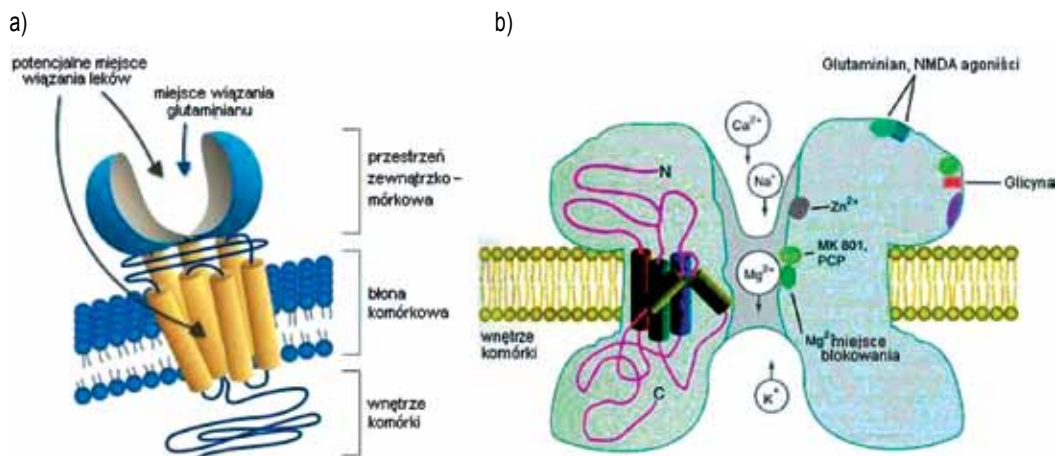 a)
potencjalne miejsce
wiązania leków
miejsce wiązania
glutaminianu
przestrzeń
zewnątrzko-
mórkowa
błona
komórkowa
wnętrze
komórki
b)
Glutaminian, NMDA agoniści
Ca²⁺
Na⁺
N
Glicyna
Zn²⁺
MK 801,
PCP
Mg²⁺
wnętrze
komórki
Mg²⁺miejsce
blokowania
C
K⁺